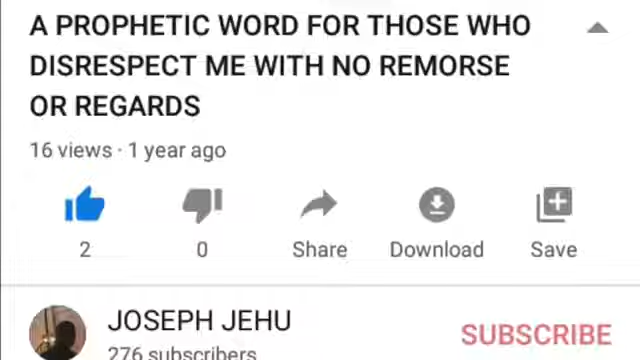 A PROPHETIC WORD FOR THOSE WHO
DISRESPECT ME WITH NO REMORSE
OR REGARDS
16 views · 1 year ago
2
0
Share
Download
Save
JOSEPH JEHU
SUBSCRIBE
276 subscribers